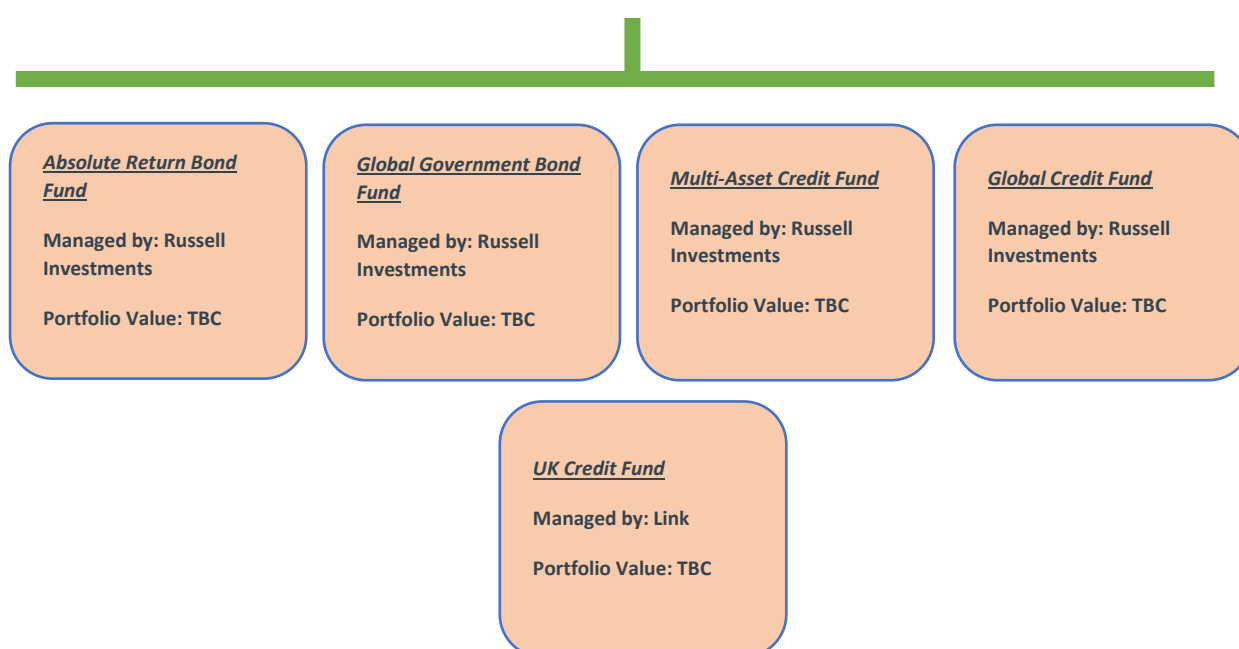 Absolute Return Bond
Fund
Managed by: Russell
Investments
Portfolio Value: TBC
Global Government Bond
Fund
Managed by: Russell
Investments
Portfolio Value: TBC
Multi-Asset Credit Fund
Managed by: Russell
Investments
Portfolio Value: TBC
Global Credit Fund
Managed by: Russell
Investments
Portfolio Value: TBC
UK Credit Fund
Managed by: Link
Portfolio Value: TBC